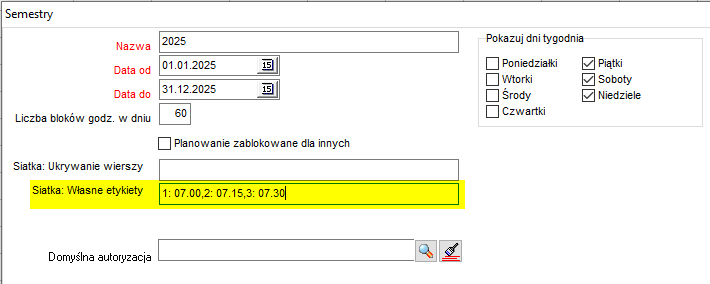 Semestry
Nazwa 2025
Data od 01.01.2025 15
Data do 31.12.2025 15
Liczba bloków godz. w dniu 60
Planowanie zablokowane dla innych
Siatka: Ukrywanie wierszy
Siatka: Własne etykiety 1: 07.00,2: 07.15,3: 07.30
Domyślna autoryzacja
Pokazuj dni tygodnia
Poniedziałki Piątki
Wtorki Soboty
Środy Niedziele
Czwartki